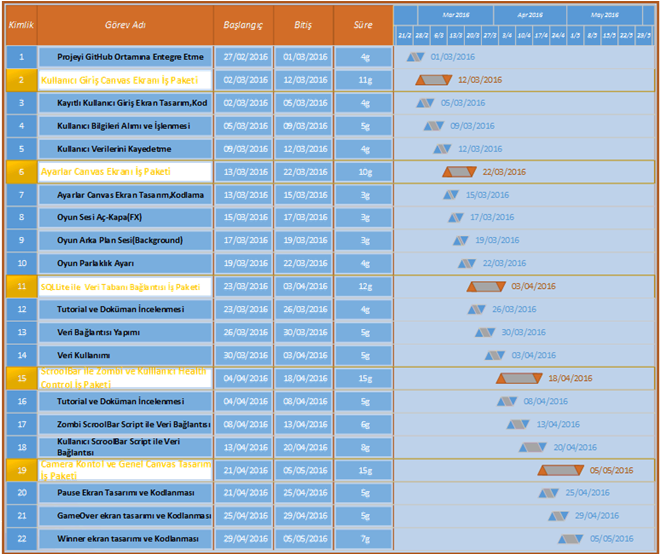 Kimlik Görev Adı Başlangıç Bitiş Süre
Mar 2016 Apr 2016 May 2016
21/2 28/2 6/3 13/3 20/3 27/3 3/4 10/4 17/4 24/4 1/5 8/5 15/5 22/5 29/5
1 Projeyi GitHub Ortamına Entegre Etme 27/02/2016 01/03/2016 4g 01/03/2016
2 Kullanıcı Giriş Canvas Ekranı İş Paketi 02/03/2016 12/03/2016 11g 12/03/2016
3 Kayıtlı Kullanıcı Giriş Ekran Tasarım,Kod 02/03/2016 05/03/2016 4g 05/03/2016
4 Kullanıcı Bilgileri Alımı ve İşlenmesi 05/03/2016 09/03/2016 5g 09/03/2016
5 Kullanıcı Verilerini Kayedetme 09/03/2016 12/03/2016 4g 12/03/2016
6 Ayarlar Canvas Ekranı İş Paketi 13/03/2016 22/03/2016 10g 22/03/2016
7 Ayarlar Canvas Ekran Tasarım,Kodlama 13/03/2016 15/03/2016 3g 15/03/2016
8 Oyun Sesi Aç-Kapa(FX) 15/03/2016 17/03/2016 3g 17/03/2016
9 Oyun Arka Plan Sesi(Background) 17/03/2016 19/03/2016 3g 19/03/2016
10 Oyun Parlaklık Ayarı 19/03/2016 22/03/2016 4g 22/03/2016
11 SQLLite ile Veri Tabanı Bağlantısı İş Paketi 23/03/2016 03/04/2016 12g 03/04/2016
12 Tutorial ve Doküman İncelenmesi 23/03/2016 26/03/2016 4g 26/03/2016
13 Veri Bağlantısı Yapımı 26/03/2016 30/03/2016 5g 30/03/2016
14 Veri Kullanımı 30/03/2016 03/04/2016 5g 03/04/2016
15 ScroolBar ile Zombi ve Kullanıcı Health 04/04/2016 18/04/2016 15g 18/04/2016
Control İş Paketi
16 Tutorial ve Doküman İncelenmesi 04/04/2016 08/04/2016 5g 08/04/2016
17 Zombi ScroolBar Script ile Veri Bağlantısı 08/04/2016 13/04/2016 6g 13/04/2016
18 Kullanıcı ScroolBar Script ile Veri 13/04/2016 20/04/2016 8g 20/04/2016
Bağlantısı
19 Camera Kontol ve Genel Canvas Tasarım 21/04/2016 05/05/2016 15g 05/05/2016
İş Paketi
20 Pause Ekran Tasarımı ve Kodlanması 21/04/2016 25/04/2016 5g 25/04/2016
21 GameOver ekran tasarımı ve Kodlanması 25/04/2016 29/04/2016 5g 29/04/2016
22 Winner ekran tasarımı ve Kodlanması 29/04/2016 05/05/2016 7g 05/05/2016